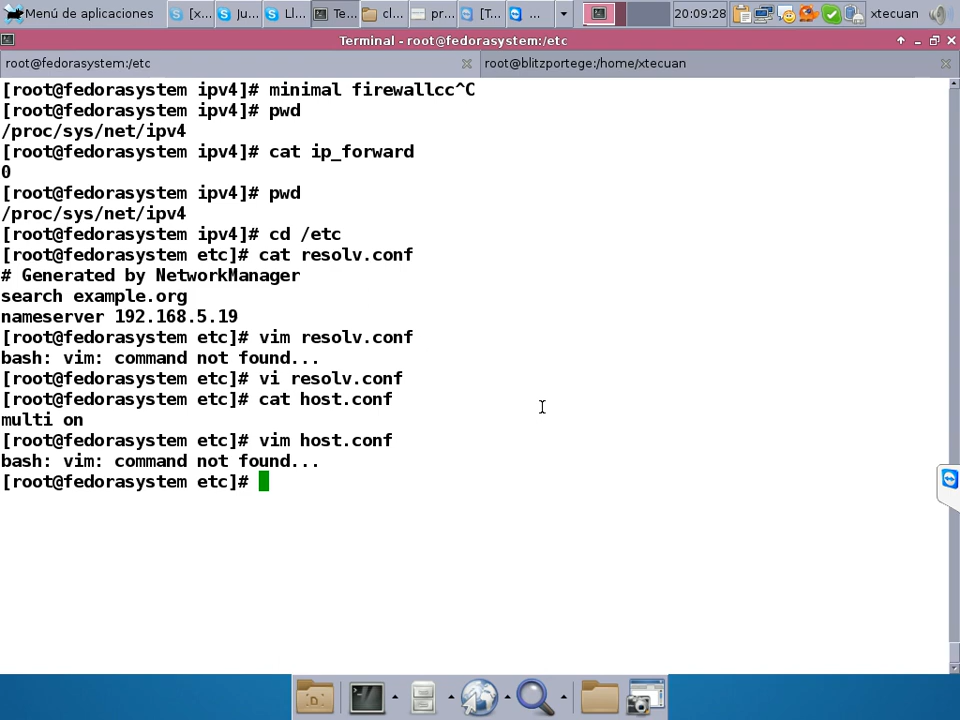 Menú de aplicaciones
[x...
Ju...
Ll...
Te...
cl...
pr...
[T...
...
20:09:28
xtecuan
Terminal - root@fedorasystem:/etc
root@fedorasystem:/etc
root@blitzportege:/home/xtecuan
[root@fedorasystem ipv4]# minimal firewallcc^C
[root@fedorasystem ipv4]# pwd
/proc/sys/net/ipv4
[root@fedorasystem ipv4]# cat ip_forward
0
[root@fedorasystem ipv4]# pwd
/proc/sys/net/ipv4
[root@fedorasystem ipv4]# cd /etc
[root@fedorasystem etc]# cat resolv.conf
# Generated by NetworkManager
search example.org
nameserver 192.168.5.19
[root@fedorasystem etc]# vim resolv.conf
bash: vim: command not found...
[root@fedorasystem etc]# vi resolv.conf
[root@fedorasystem etc]# cat host.conf
multi on
[root@fedorasystem etc]# vim host.conf
bash: vim: command not found...
[root@fedorasystem etc]#